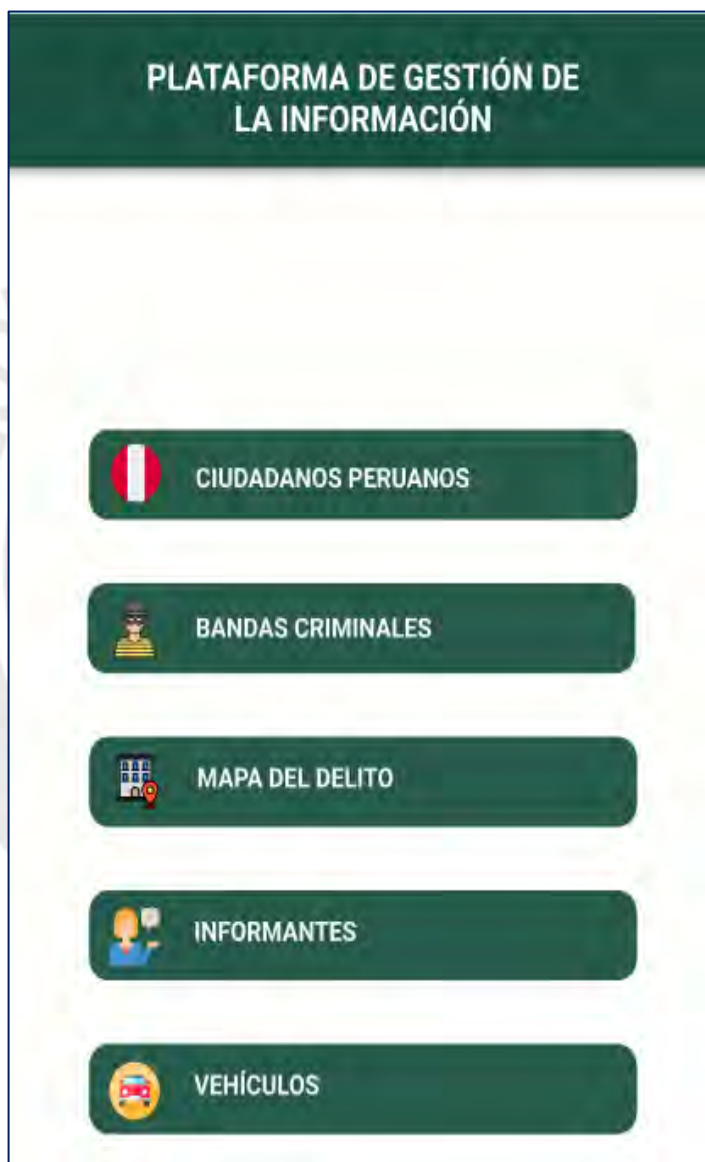 PLATAFORMA DE GESTIÓN DE
LA INFORMACIÓN
CIUDADANOS PERUANOS
BANDAS CRIMINALES
MAPA DEL DELITO
INFORMANTES
VEHÍCULOS